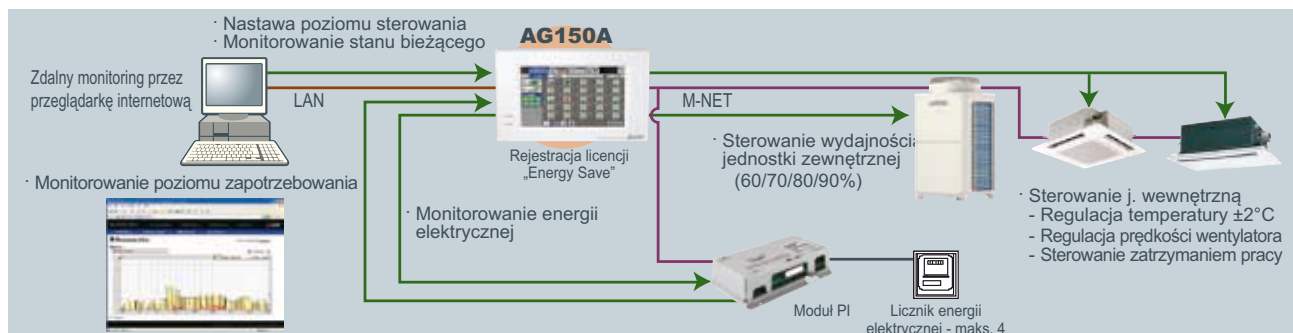 · Nastawa poziomu sterowania
· Monitorowanie stanu bieżącego
AG150A
Zdalny monitoring przez
przeglądarkę internetową
LAN
M-NET
Rejestracja licencji
„Energy Save”
· Sterowanie wydajnością
jednostki zewnętrznej
(60/70/80/90%)
· Monitorowanie poziomu zapotrzebowania
· Monitorowanie energii
elektrycznej
· Sterowanie j. wewnętrzną
- Regulacja temperatury ±2°C
- Regulacja prędkości wentylatora
- Sterowanie zatrzymaniem pracy
Moduł PI
Licznik energii
elektrycznej - maks. 4